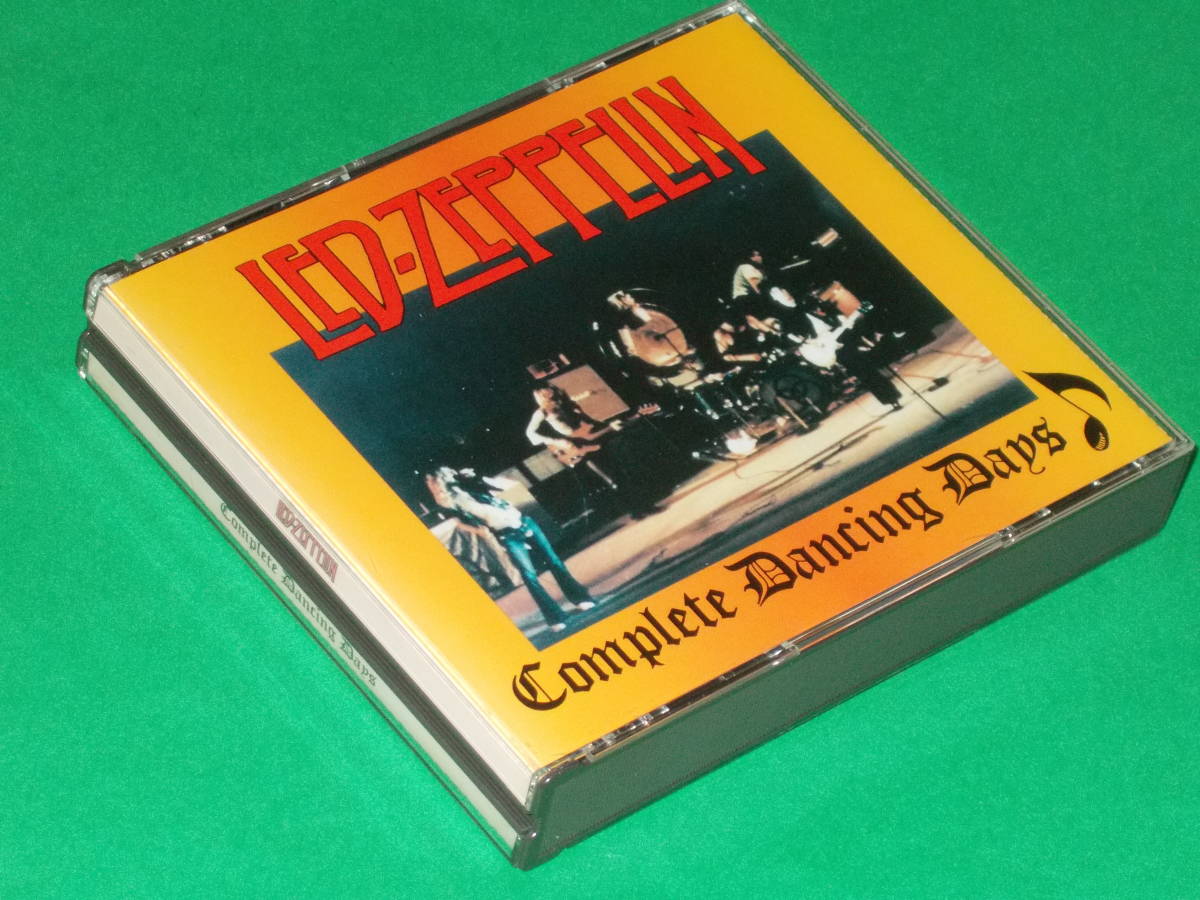 LED-ZEPPELIN
Complete Dancing Days
LED-ZEPPELIN
Complete Dancing Days